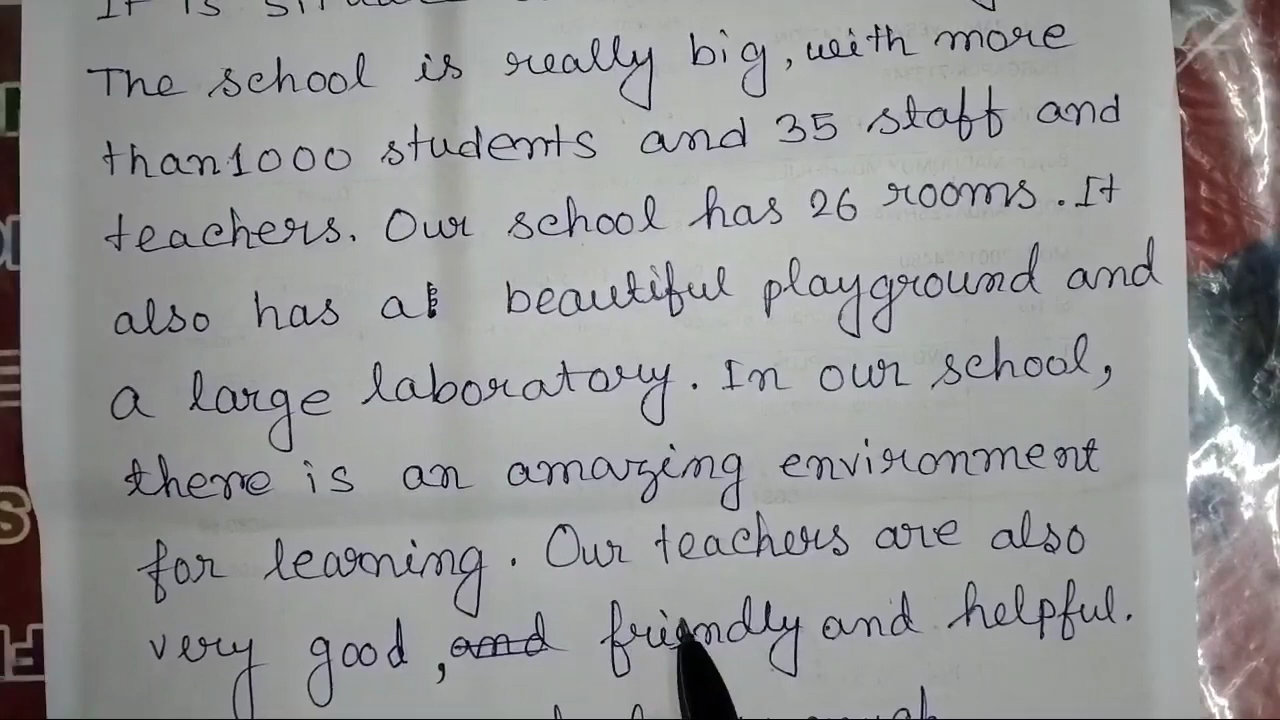 It is
The school is really big, with more
than 1000 students and 35 staff and
teachers. Our school has 26 rooms. It
also has a beautiful playground and
a large laboratory. In our school,
there is an amazing environment
for learning. Our teachers are also
very good, and friendly and helpful.